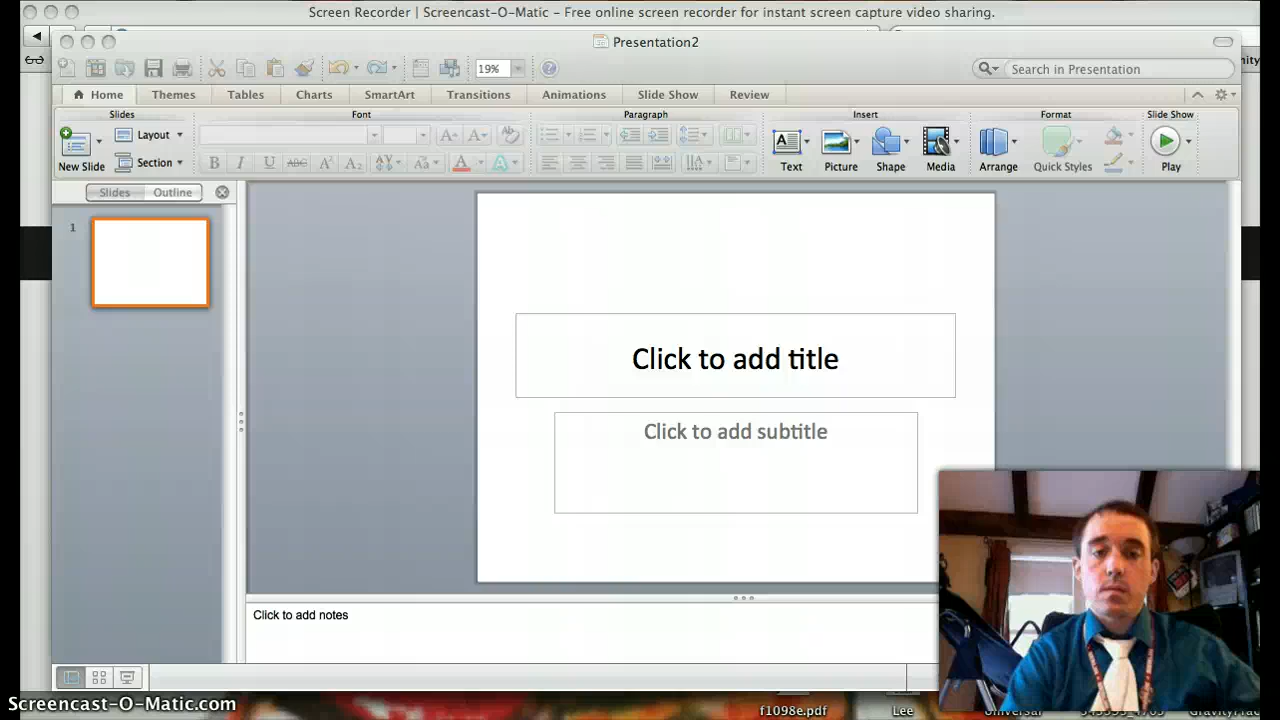 Screen Recorder | Screencast-O-Matic – Free online screen recorder for instant screen capture video sharing.
Presentation2
19%
Search in Presentation
Home Themes Tables Charts SmartArt Transitions Animations Slide Show Review
Slides Font Paragraph Insert Format Slide Show
New Slide
Layout
Section
B I U ABC A² A₂
Text Picture Shape Media Arrange Quick Styles Play
Slides Outline
1
Click to add title
Click to add subtitle
Click to add notes
Screencast-O-Matic.com
f1098e.pdf
Lee